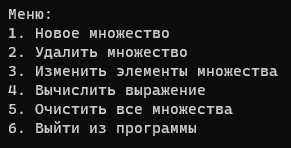 Меню:
1. Новое множество
2. Удалить множество
3. Изменить элементы множества
4. Вычислить выражение
5. Очистить все множества
6. Выйти из программы